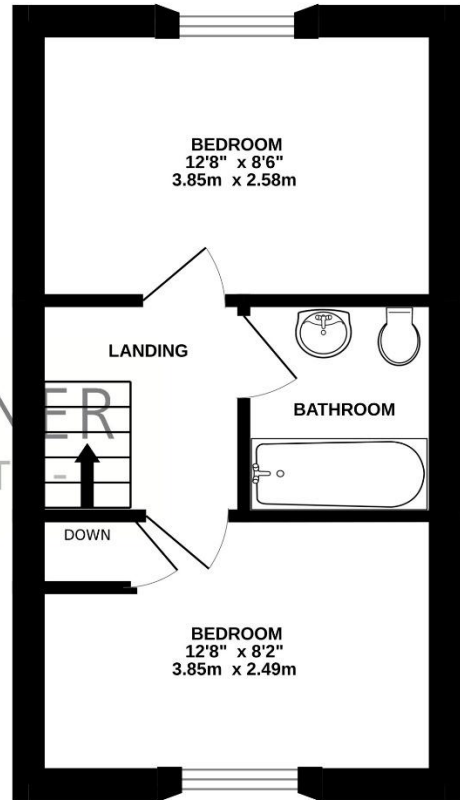 BEDROOM
12'8" x 8'6"
3.85m x 2.58m
LANDING
BATHROOM
DOWN
BEDROOM
12'8" x 8'2"
3.85m x 2.49m